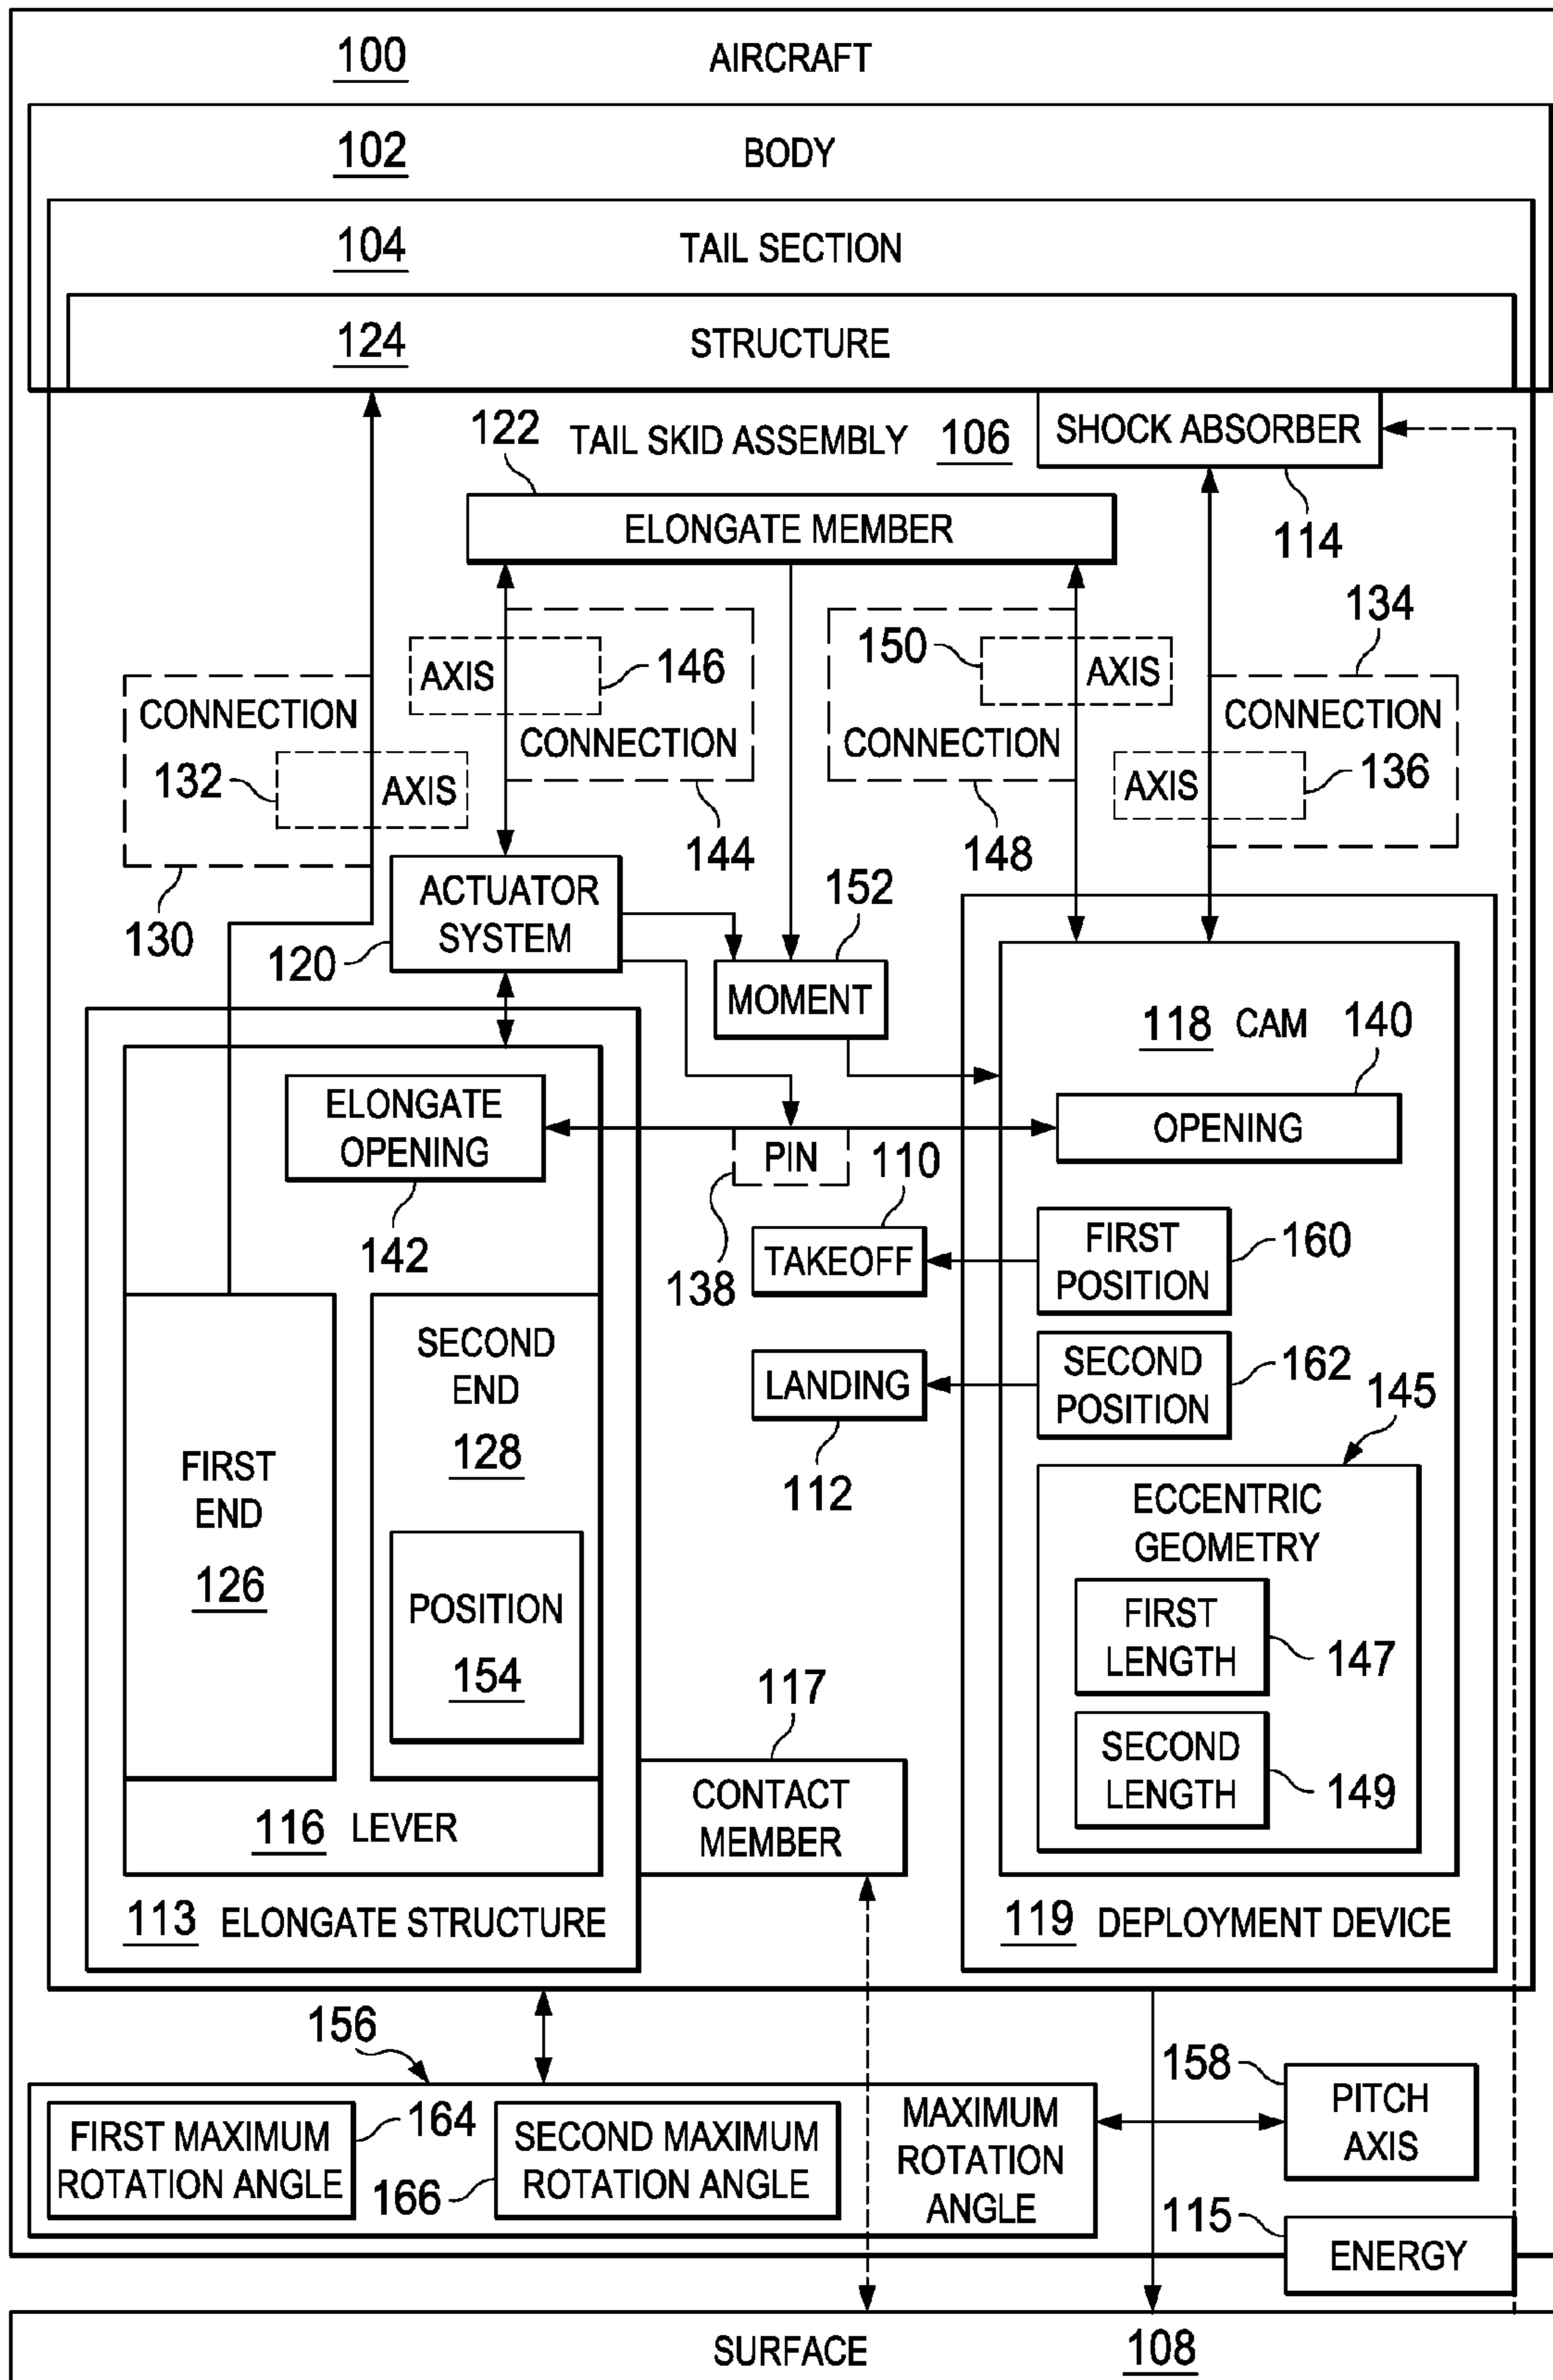 100 AIRCRAFT
102 BODY
104 TAIL SECTION
124 STRUCTURE
122 TAIL SKID ASSEMBLY 106
SHOCK ABSORBER
114
ELONGATE MEMBER
134
146
AXIS
150
AXIS
CONNECTION
CONNECTION
CONNECTION
CONNECTION
132
AXIS
AXIS
136
144
148
130
ACTUATOR
SYSTEM
120
152
MOMENT
118 CAM
140
OPENING
ELONGATE
OPENING
142
PIN
138
110
TAKEOFF
FIRST
POSITION
160
LANDING
112
SECOND
POSITION
162
145
FIRST
END
126
SECOND
END
128
POSITION
154
ECCENTRIC
GEOMETRY
FIRST
LENGTH
147
SECOND
LENGTH
149
117
CONTACT
MEMBER
116 LEVER
113 ELONGATE STRUCTURE
119 DEPLOYMENT DEVICE
156
158
PITCH
AXIS
FIRST MAXIMUM
ROTATION ANGLE
164
SECOND MAXIMUM
ROTATION ANGLE
166
MAXIMUM
ROTATION
ANGLE
115
ENERGY
SURFACE 108